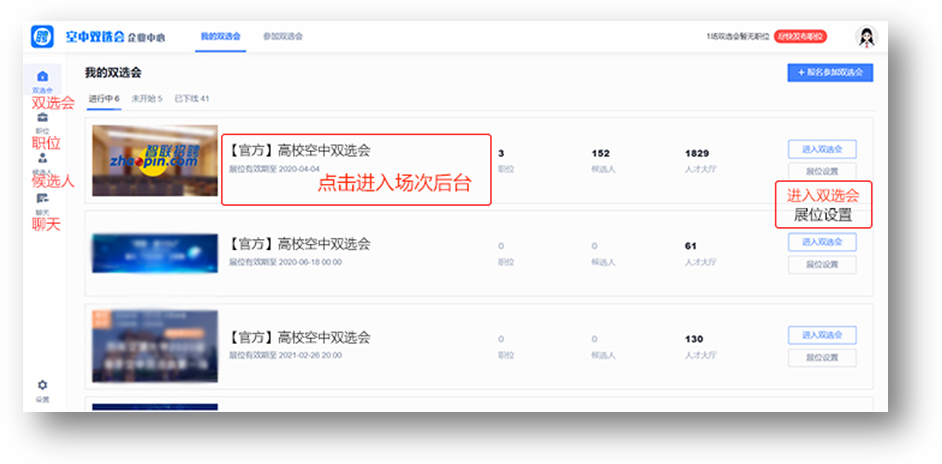 聘 空中双选会 企业中心 我的双选会 参加双选会 1场双选会暂无职位 尽快发布职位
我的双选会 + 报名参加双选会
双选会
双选会
进行中 6 未开始 5 已下线 41
职位
职位
候选人
候选人
聊天
聊天
设置
智联招聘
zhaopin.com
【官方】高校空中双选会 3 152 1829 进入双选会
展位有效期至 2020-04-04 职位 候选人 人才大厅 展位设置
点击进入场次后台
进入双选会
展位设置
【官方】高校空中双选会 0 0 61 进入双选会
展位有效期至 2020-06-18 00:00 职位 候选人 人才大厅 展位设置
【官方】高校空中双选会 0 0 130 进入双选会
展位有效期至 2021-02-26 20:00 职位 候选人 人才大厅 展位设置